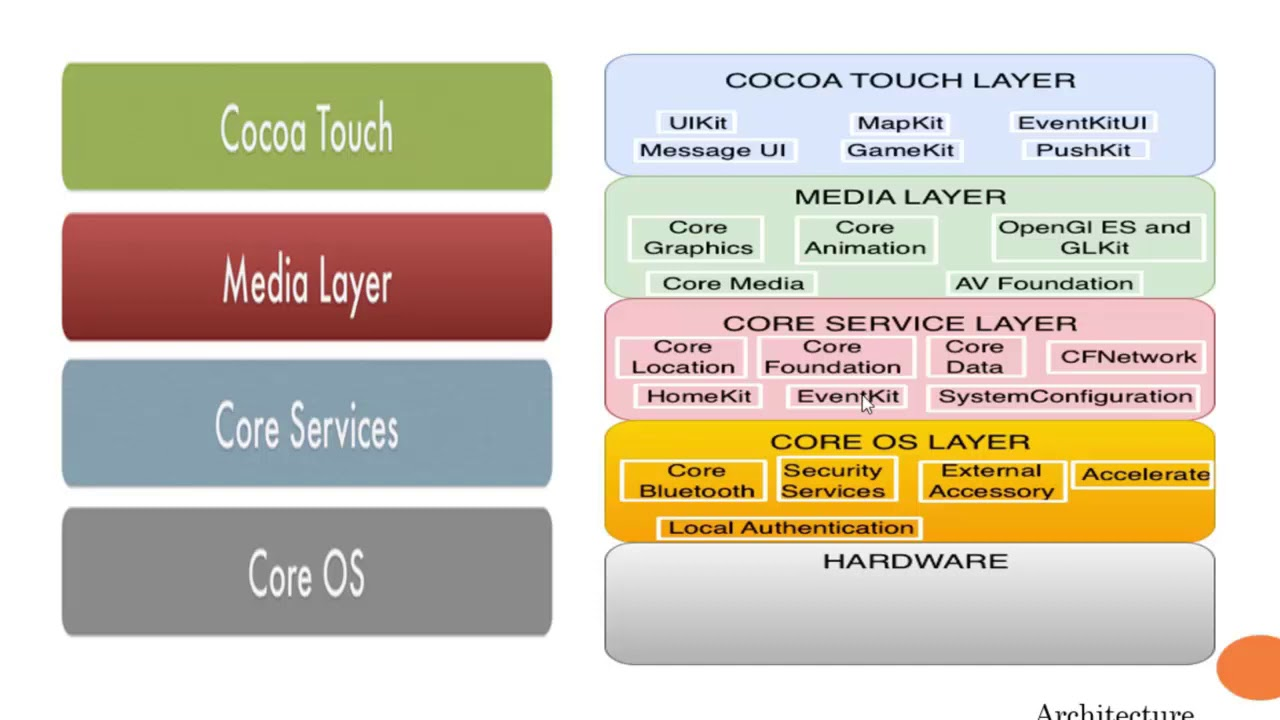 Cocoa Touch
Media Layer
Core Services
Core OS
COCOA TOUCH LAYER
UIKit MapKit EventKitUI
Message UI GameKit PushKit
MEDIA LAYER
Core Graphics
Core Animation
OpenGl ES and GLKit
Core Media AV Foundation
CORE SERVICE LAYER
Core Location
Core Foundation
Core Data
CFNetwork
HomeKit EventKit SystemConfiguration
CORE OS LAYER
Core Bluetooth
Security Services
External Accessory
Accelerate
Local Authentication
HARDWARE
Architecture